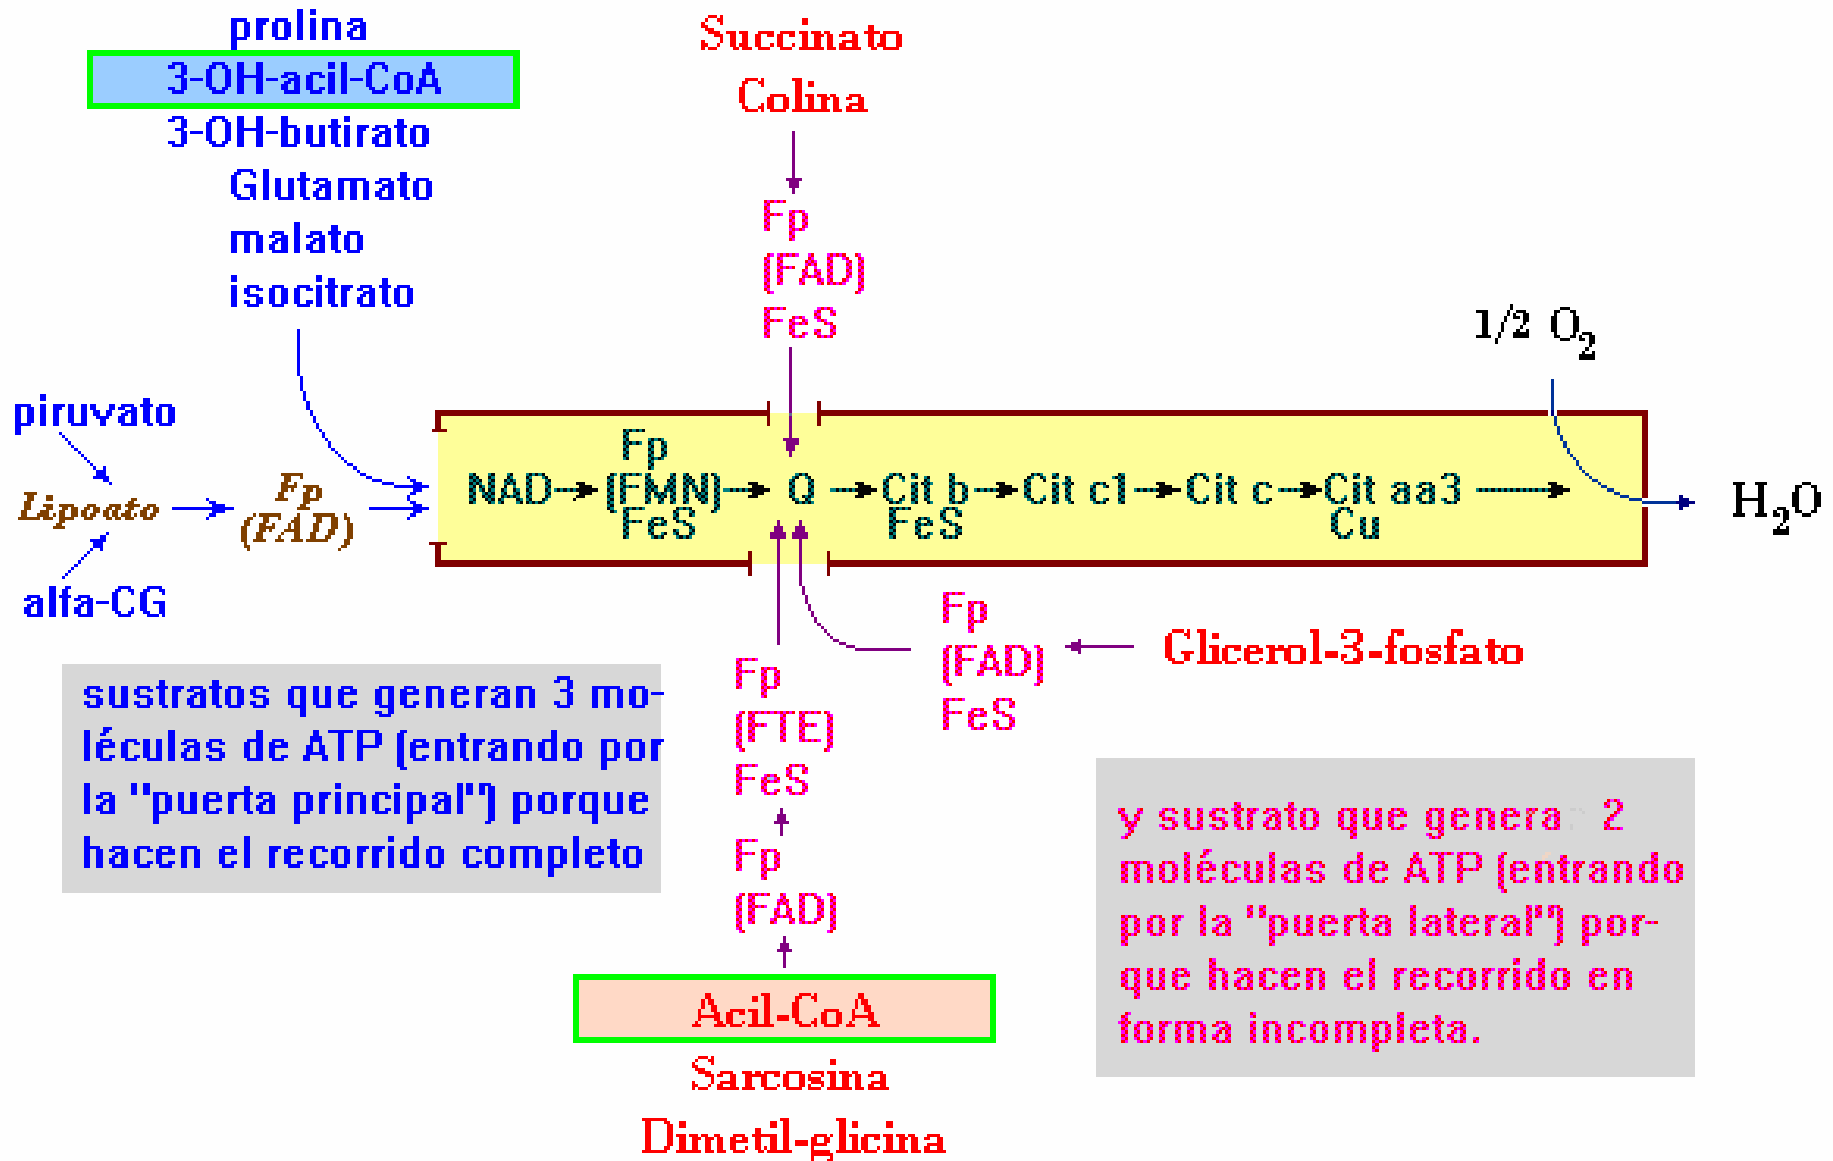 prolina
3-OH-acil-CoA
3-OH-butirato
Glutamato
malato
isocitrato
Succinato
Colina
Fp
(FAD)
FeS
1/2 O2
piruvato
Lipoato
Fp
(FAD)
alfa-CG
NAD
Fp
(FMN)
FeS
Q
Cit b
FeS
Cit c1
Cit c
Cit aa3
Cu
H2O
Fp
(FAD)
FeS
Glicerol-3-fosfato
Fp
(FTE)
FeS
Fp
(FAD)
Acil-CoA
Sarcosina
Dimetil-glicina
sustratos que generan 3 mo-
léculas de ATP (entrando por
la "puerta principal") porque
hacen el recorrido completo
y sustrato que genera 2
moléculas de ATP (entrando
por la "puerta lateral") por-
que hacen el recorrido en
forma incompleta.